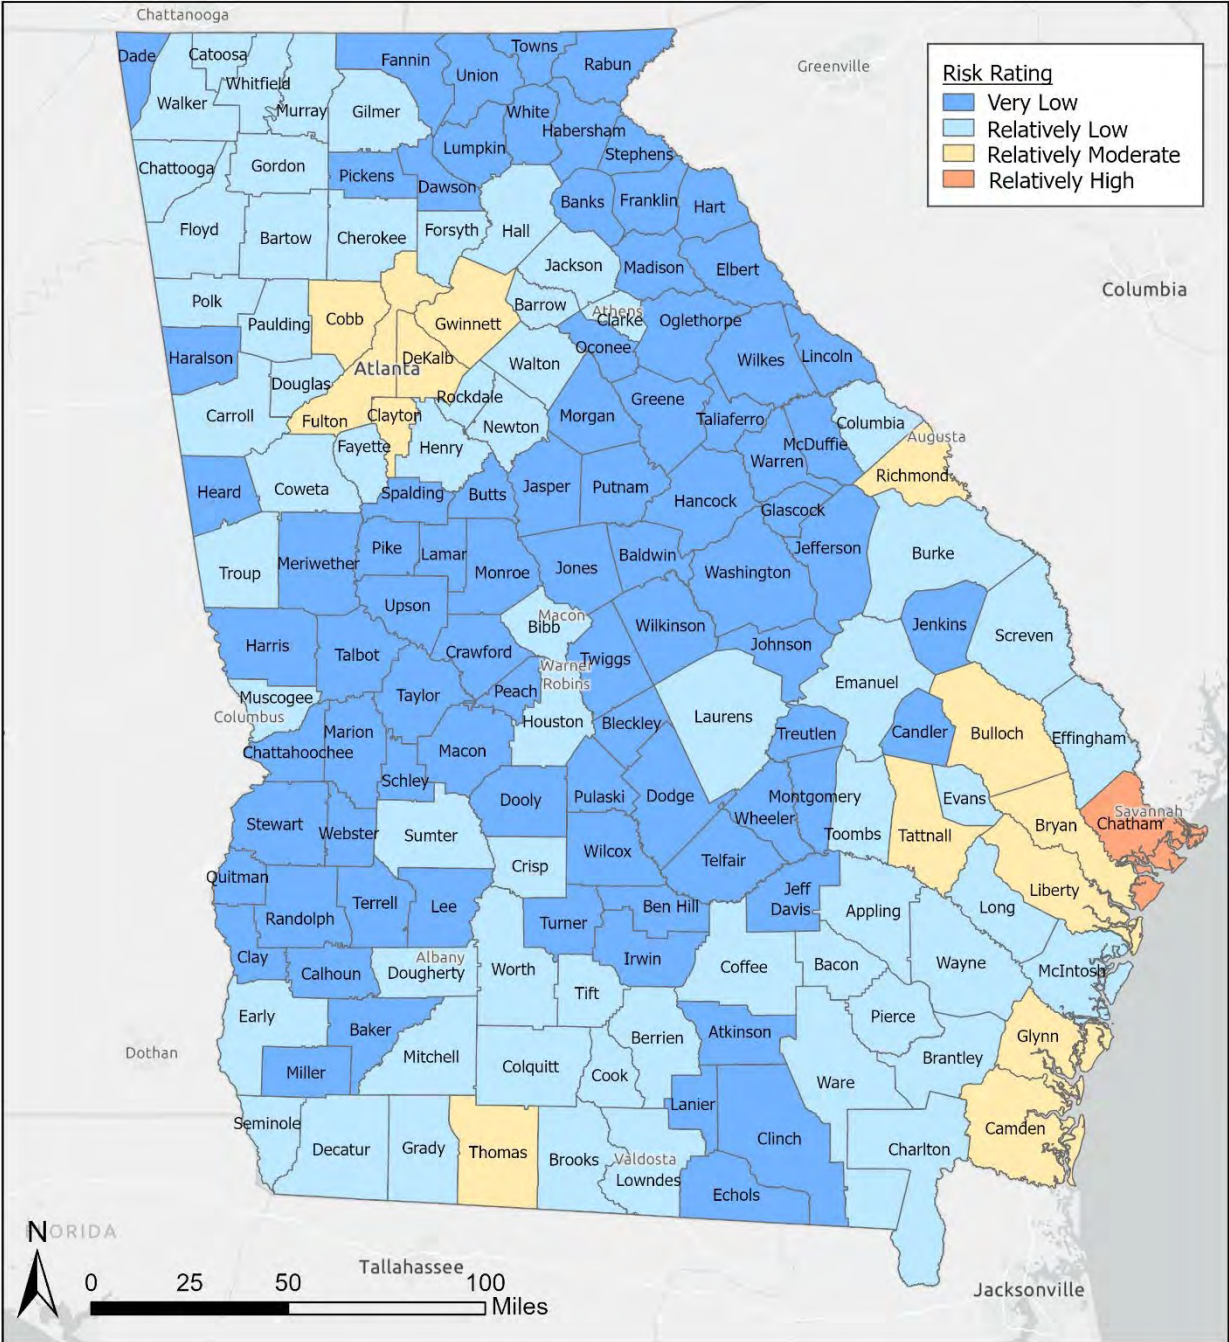 Chattanooga
Greenville
Risk Rating
Very Low
Relatively Low
Relatively Moderate
Relatively High
Dade
Catoosa
Whitfield
Walker
Murray
Fannin
Gilmer
Union
Towns
Rabun
White
Habersham
Lumpkin
Stephens
Chattooga
Gordon
Pickens
Dawson
Banks
Franklin
Hart
Floyd
Bartow
Cherokee
Forsyth
Hall
Jackson
Madison
Elbert
Columbia
Polk
Paulding
Cobb
Gwinnett
Barrow
Athens
Clarke
Oglethorpe
Haralson
Atlanta
DeKalb
Walton
Oconee
Wilkes
Lincoln
Douglas
Rockdale
Carroll
Fulton
Clayton
Newton
Morgan
Greene
Taliaferro
Columbia
Augusta
Fayette
Henry
McDuffie
Warren
Richmond
Heard
Coweta
Spalding
Butts
Jasper
Putnam
Hancock
Glascock
Troup
Meriwether
Pike
Lamar
Monroe
Jones
Baldwin
Washington
Jefferson
Burke
Upson
Macon
Bibb
Wilkinson
Johnson
Jenkins
Screven
Harris
Talbot
Crawford
Warner
Robins
Twiggs
Emanuel
Muscogee
Columbus
Taylor
Peach
Houston
Bleckley
Laurens
Treutlen
Candler
Bulloch
Effingham
Chattahoochee
Marion
Macon
Schley
Stewart
Webster
Sumter
Dooly
Pulaski
Dodge
Wheeler
Montgomery
Toombs
Tattnall
Evans
Bryan
Savannah
Chatham
Crisp
Wilcox
Telfair
Quitman
Randolph
Terrell
Lee
Turner
Ben Hill
Jeff
Davis
Appling
Long
Liberty
Clay
Calhoun
Albany
Dougherty
Worth
Tift
Irwin
Coffee
Bacon
Wayne
McIntosh
Early
Baker
Mitchell
Berrien
Atkinson
Pierce
Glynn
Dothan
Miller
Colquitt
Cook
Ware
Brantley
Lanier
Seminole
Decatur
Grady
Thomas
Brooks
Valdosta
Lowndes
Clinch
Echols
Charlton
Camden
N
ORIDA
Tallahassee
Jacksonville
0 25 50 100
Miles